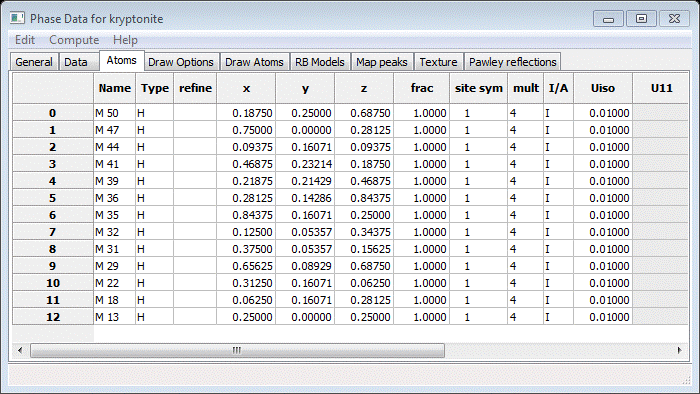 Phase Data for kryptonite
Edit Compute Help
General Data Atoms Draw Options Draw Atoms RB Models Map peaks Texture Pawley reflections
Name Type refine x y z frac site sym mult I/A Uiso U11
0 M 50 H 0.18750 0.25000 0.68750 1.0000 1 4 I 0.01000
1 M 47 H 0.75000 0.00000 0.28125 1.0000 1 4 I 0.01000
2 M 44 H 0.09375 0.16071 0.09375 1.0000 1 4 I 0.01000
3 M 41 H 0.46875 0.23214 0.18750 1.0000 1 4 I 0.01000
4 M 39 H 0.21875 0.21429 0.46875 1.0000 1 4 I 0.01000
5 M 36 H 0.28125 0.14286 0.84375 1.0000 1 4 I 0.01000
6 M 35 H 0.84375 0.16071 0.25000 1.0000 1 4 I 0.01000
7 M 32 H 0.12500 0.05357 0.34375 1.0000 1 4 I 0.01000
8 M 31 H 0.37500 0.05357 0.15625 1.0000 1 4 I 0.01000
9 M 29 H 0.65625 0.08929 0.68750 1.0000 1 4 I 0.01000
10 M 22 H 0.31250 0.16071 0.06250 1.0000 1 4 I 0.01000
11 M 18 H 0.06250 0.16071 0.28125 1.0000 1 4 I 0.01000
12 M 13 H 0.25000 0.00000 0.25000 1.0000 1 4 I 0.01000